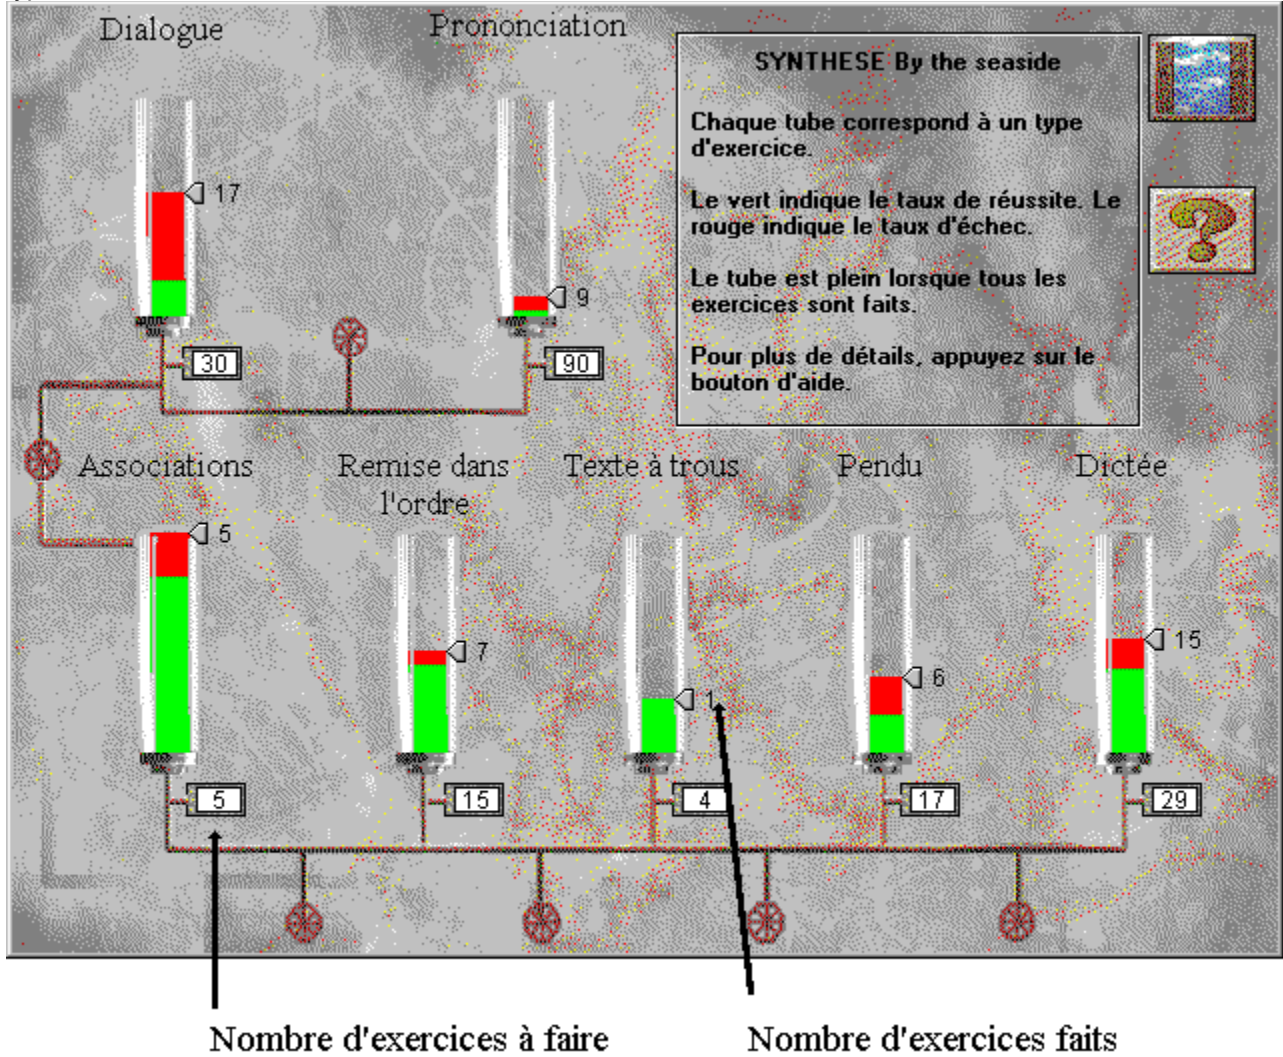 Dialogue
Prononciation
SYNTHESE By the seaside
Chaque tube correspond à un type
d'exercice.
Le vert indique le taux de réussite. Le
rouge indique le taux d'échec.
Le tube est plein lorsque tous les
exercices sont faits.
Pour plus de détails, appuyez sur le
bouton d'aide.
17
9
30
90
Associations
Remise dans
l'ordre
Texte à trous
Pendu
Dictée
5
7
1
6
15
5
15
4
17
29
Nombre d'exercices à faire
Nombre d'exercices faits